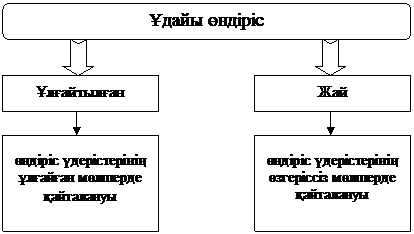 Ұдайы өндіріс
Ұлғайтылған
Жай
өндіріс үдерістерінің
ұлғайған мөлшерде
қайталануы
өндіріс үдерістерінің
өзгеріссіз мөлшерде
қайталануы